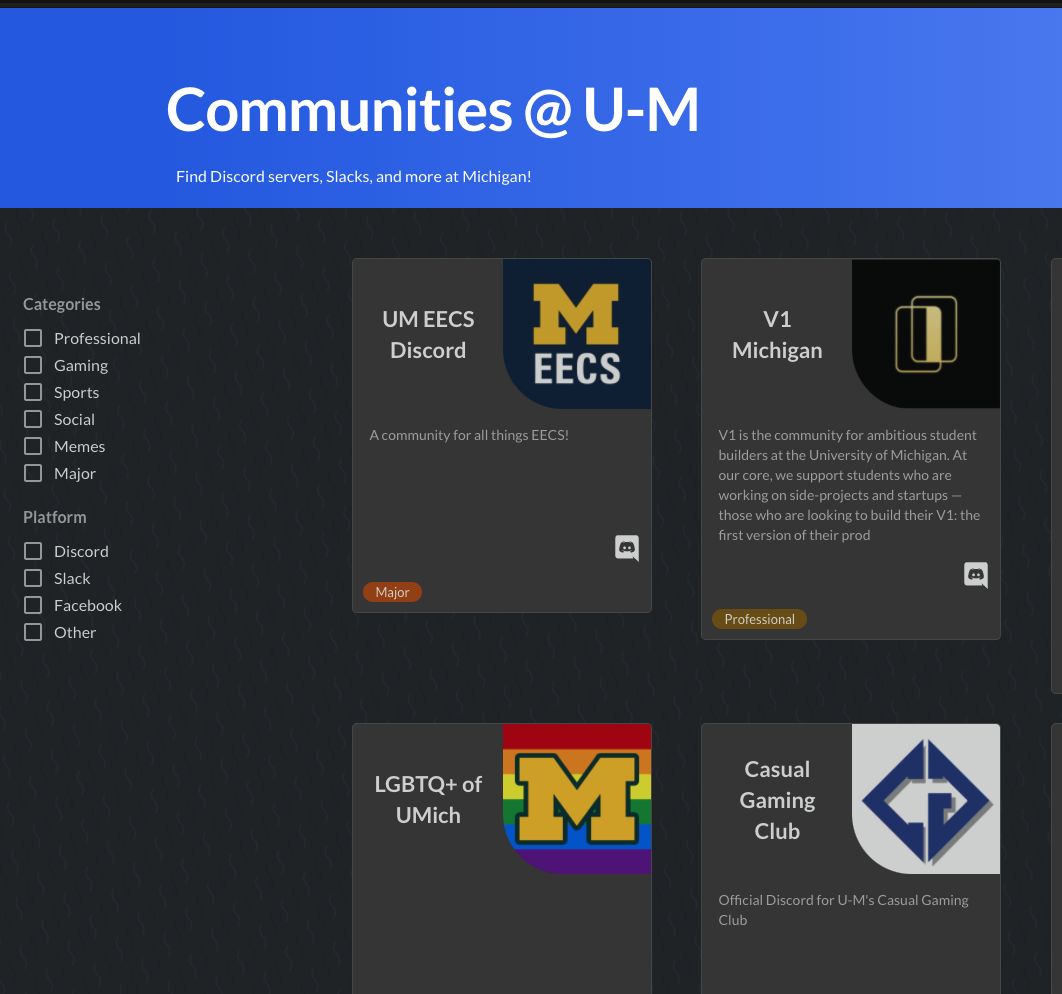 Communities @ U-M
Find Discord servers, Slacks, and more at Michigan!
Categories
Professional
Gaming
Sports
Social
Memes
Major
Platform
Discord
Slack
Facebook
Other
UM EECS
Discord
M
EECS
A community for all things EECS!
Major
V1
Michigan
V1 is the community for ambitious student
builders at the University of Michigan. At
our core, we support students who are
working on side-projects and startups —
those who are looking to build their V1: the
first version of their prod
Professional
LGBTQ+ of
UMich
M
Casual
Gaming
Club
Official Discord for U-M's Casual Gaming
Club